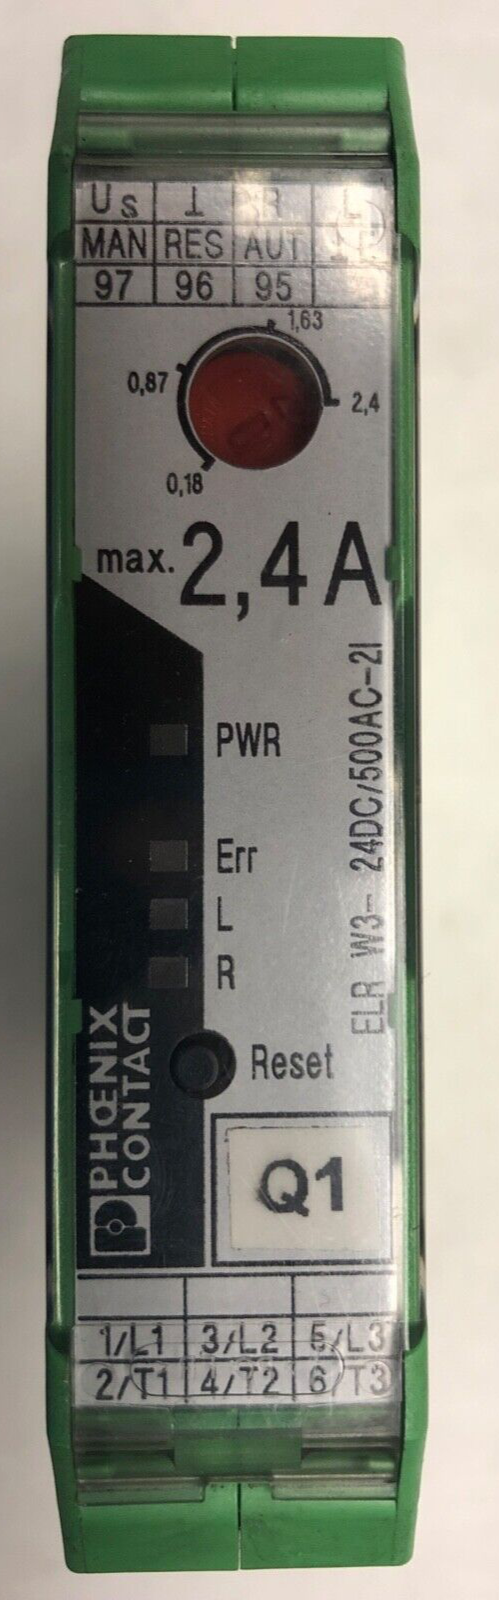 Us ⊥ R L
MAN RES AUT
97 96 95
1,63
0,87
2,4
0,18
max. 2,4 A
PWR
Err
L
R
ELR W3- 24DC/500AC-2I
PHŒNIX
CONTACT
Reset
Q1
1/L1 3/L2 5/L3
2/T1 4/T2 6/T3